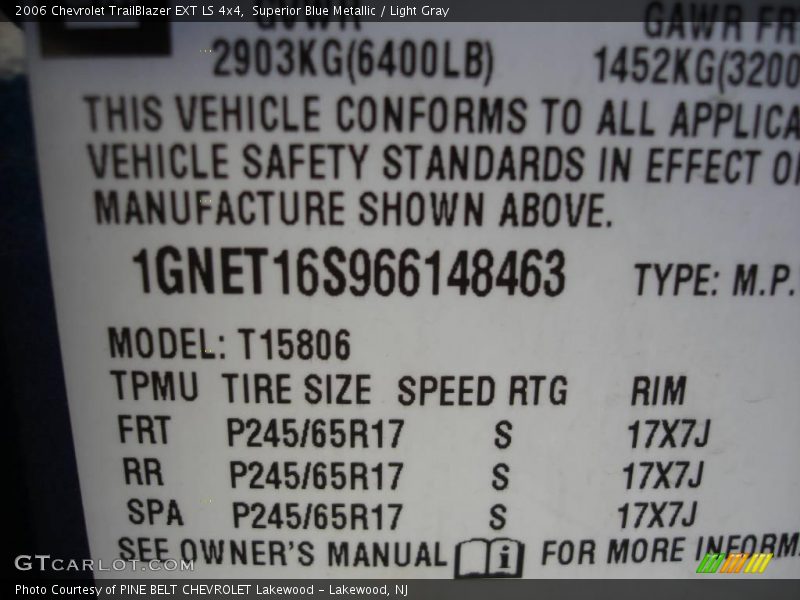 2006 Chevrolet TrailBlazer EXT LS 4x4, Superior Blue Metallic / Light Gray
GVWR GAWR FR
2903KG(6400LB) 1452KG(3200
THIS VEHICLE CONFORMS TO ALL APPLICA
VEHICLE SAFETY STANDARDS IN EFFECT O
MANUFACTURE SHOWN ABOVE.
1GNET16S966148463 TYPE: M.P.
MODEL: T15806
TPMU TIRE SIZE SPEED RTG RIM
FRT P245/65R17 S 17X7J
RR P245/65R17 S 17X7J
SPA P245/65R17 S 17X7J
SEE OWNER'S MANUAL i FOR MORE INFORM
GTCARLOT.COM
Photo Courtesy of PINE BELT CHEVROLET Lakewood - Lakewood, NJ